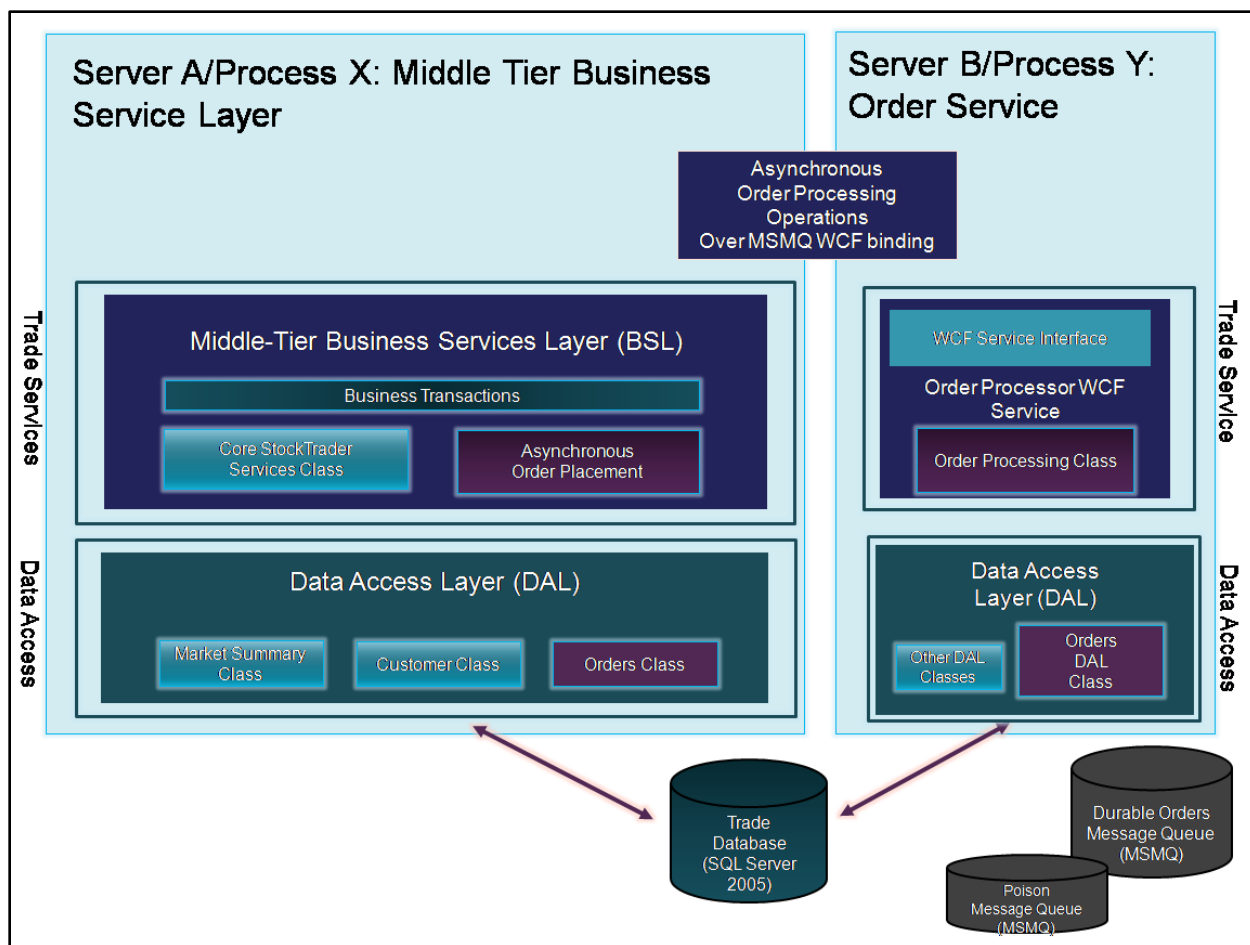 Server A/Process X: Middle Tier Business
Service Layer
Server B/Process Y:
Order Service
Asynchronous
Order Processing
Operations
Over MSMQ WCF binding
Trade Services
Middle-Tier Business Services Layer (BSL)
Business Transactions
Core StockTrader
Services Class
Asynchronous
Order Placement
WCF Service Interface
Order Processor WCF
Service
Order Processing Class
Trade Service
Data Access
Data Access Layer (DAL)
Market Summary
Class
Customer Class
Orders Class
Data Access
Layer (DAL)
Other DAL
Classes
Orders
DAL
Class
Data Access
Trade
Database
(SQL Server
2005)
Durable Orders
Message Queue
(MSMQ)
Poison
Message Queue
(MSMQ)